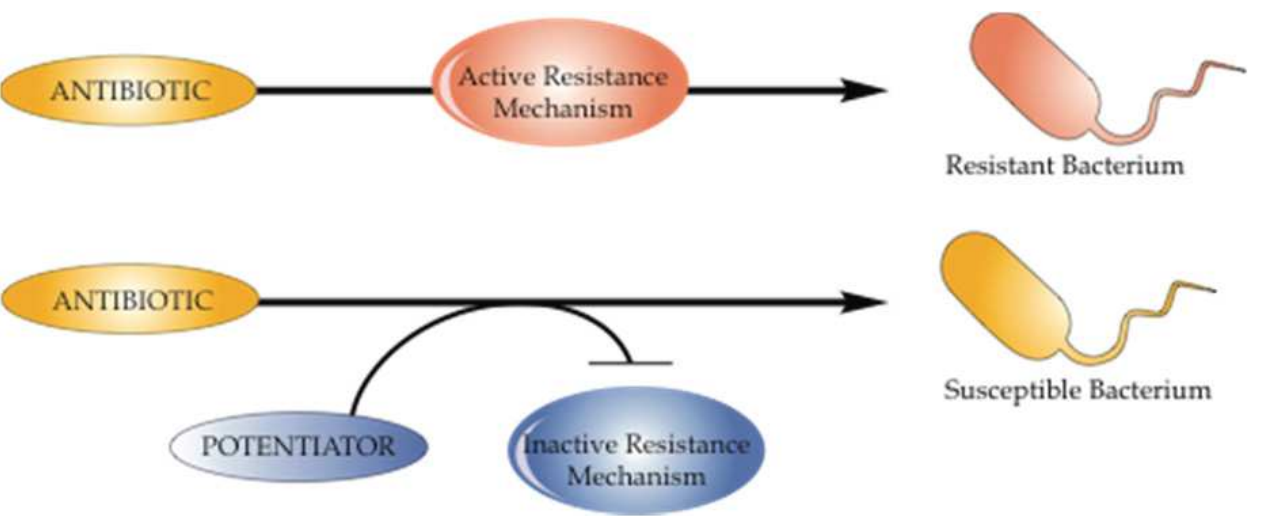 ANTIBIOTIC
Active Resistance
Mechanism
Resistant Bacterium
ANTIBIOTIC
Susceptible Bacterium
POTENTIATOR
Inactive Resistance
Mechanism